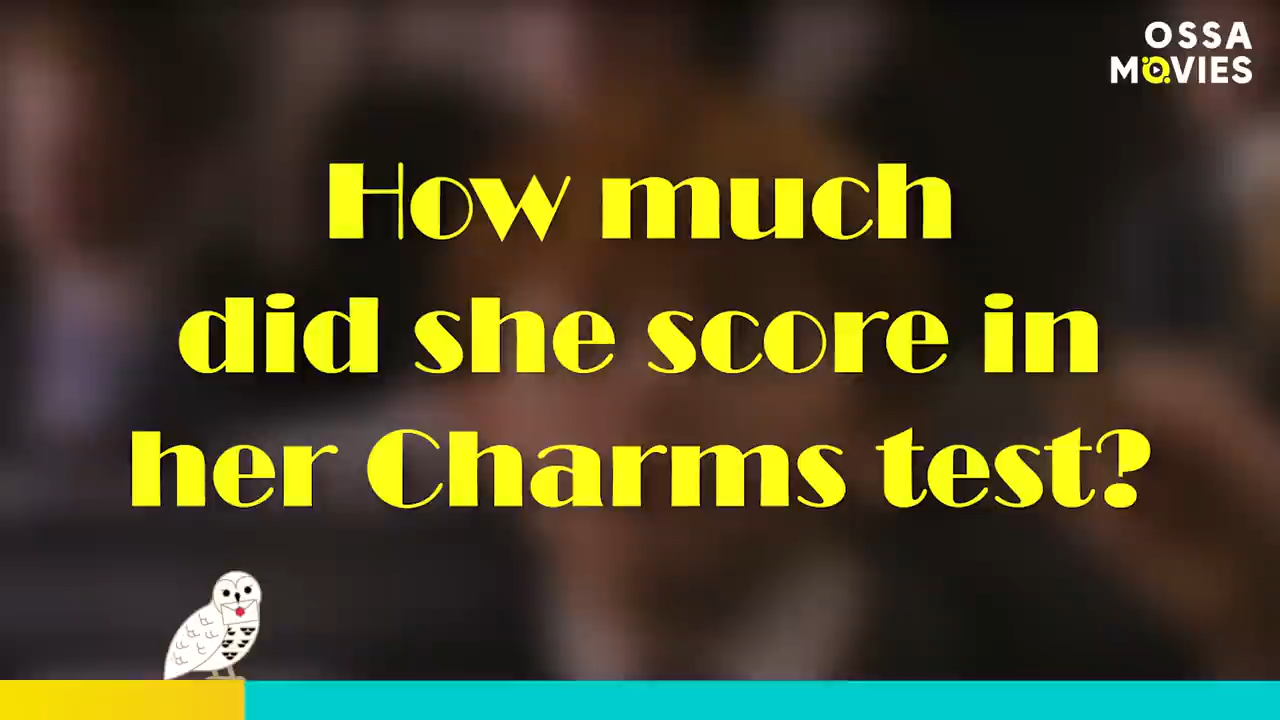 OSSA
MOVIES
How much
did she score in
her Charms test?